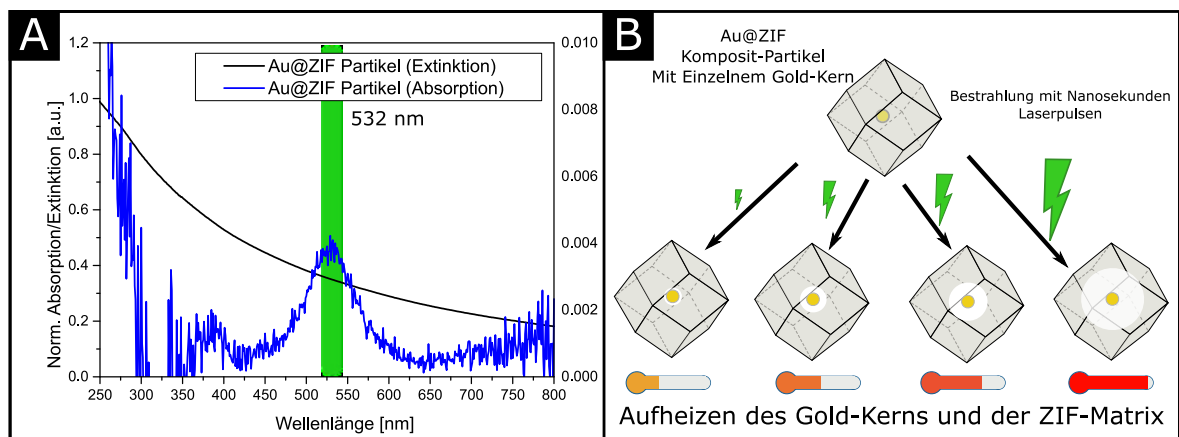 A
1.2
1.0
0.8
0.6
0.4
0.2
0.0
Norm. Absorption/Extinktion [a.u.]
Au@ZIF Partikel (Extinktion)
Au@ZIF Partikel (Absorption)
532 nm
0.010
0.008
0.006
0.004
0.002
0.000
250 300 350 400 450 500 550 600 650 700 750 800
Wellenlänge [nm]
B
Au@ZIF
Komposit-Partikel
Mit Einzelnem Gold-Kern
Bestrahlung mit Nanosekunden
Laserpulsen
Aufheizen des Gold-Kerns und der ZIF-Matrix